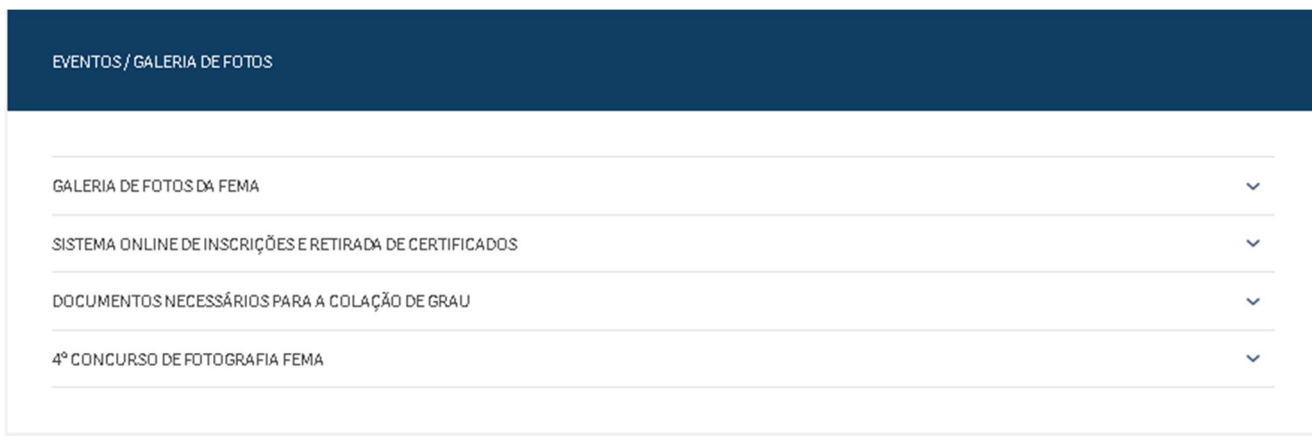 EVENTOS / GALERIA DE FOTOS
GALERIA DE FOTOS DA FEMA
SISTEMA ONLINE DE INSCRIÇÕES E RETIRADA DE CERTIFICADOS
DOCUMENTOS NECESSÁRIOS PARA A COLAÇÃO DE GRAU
4º CONCURSO DE FOTOGRAFIA FEMA